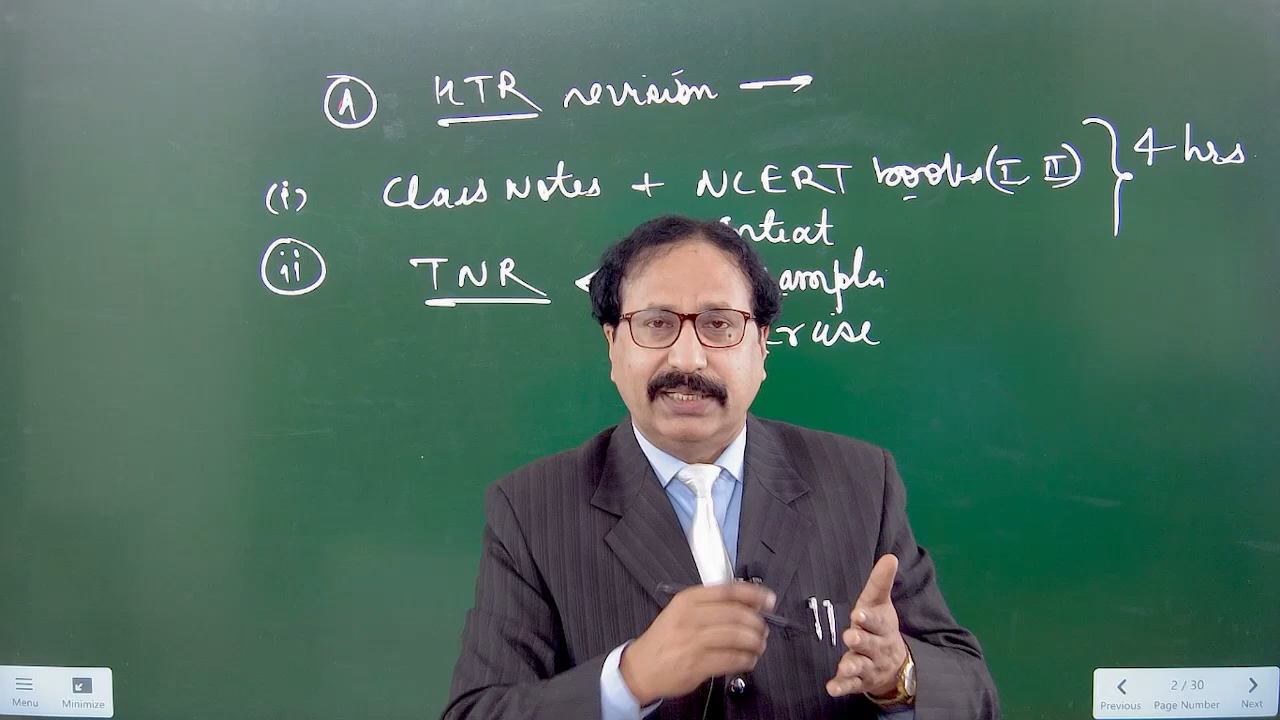 A HTR revision →
(i) Class Notes + NCERT books (I II) } 4 hrs
ii TNR
Menu
Minimize
2 / 30
Previous Page Number Next